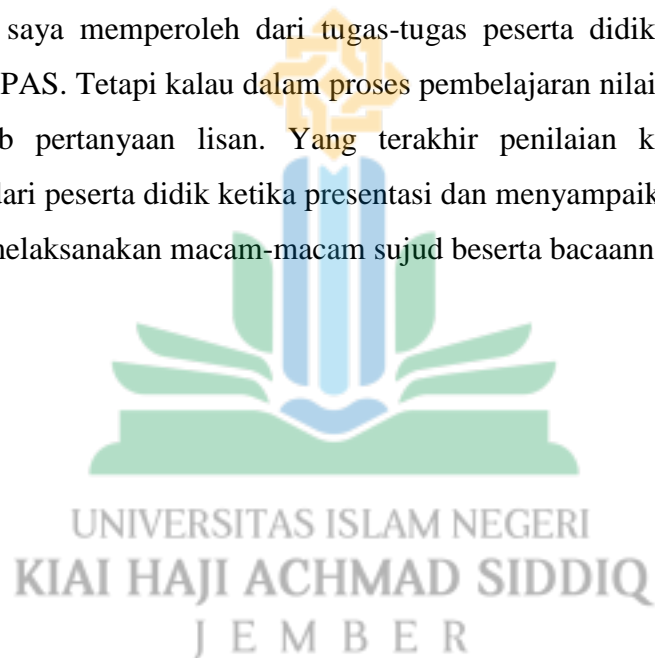 saya memperoleh dari tugas-tugas peserta didik
PAS. Tetapi kalau dalam proses pembelajaran nilai
b pertanyaan lisan. Yang terakhir penilaian k
dari peserta didik ketika presentasi dan menyampaik
melaksanakan macam-macam sujud beserta bacaann
UNIVERSITAS ISLAM NEGERI
KIAI HAJI ACHMAD SIDDIQ
J E M B E R